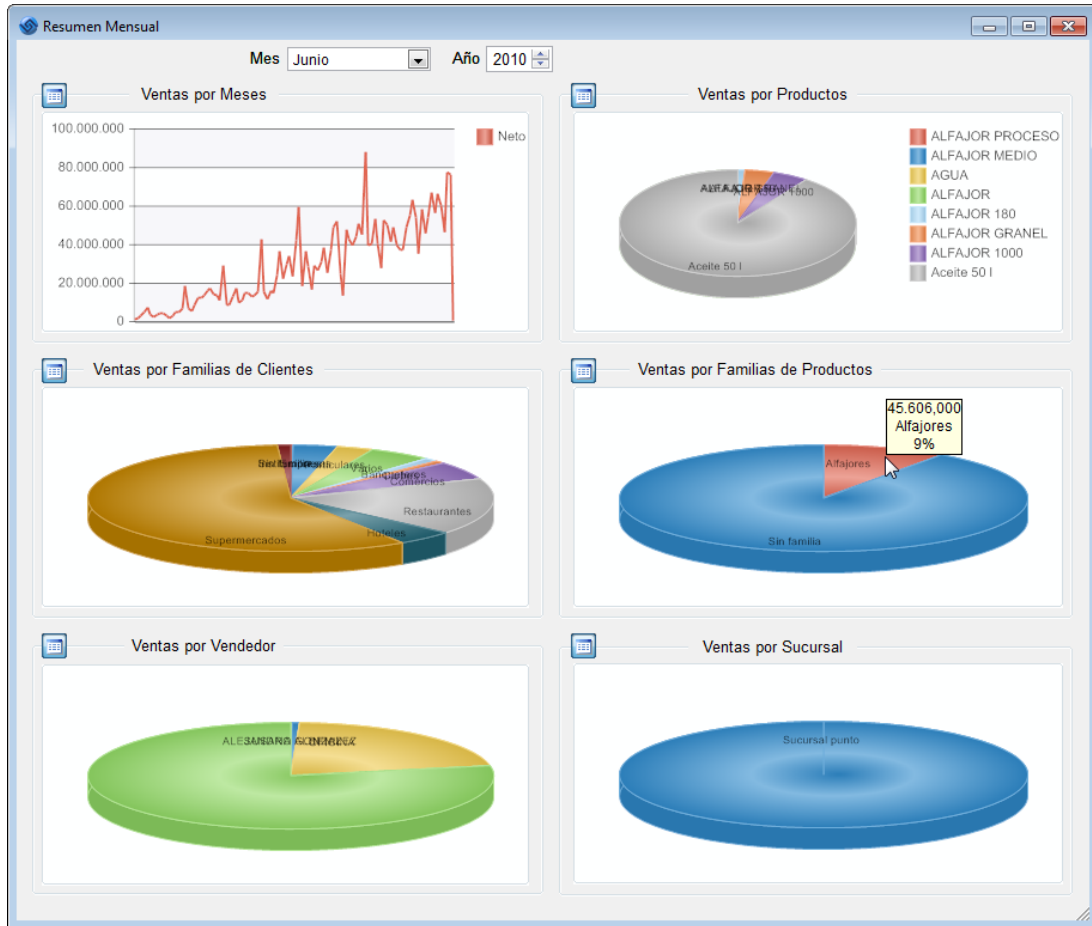 Resumen Mensual
Mes Junio Año 2010
Ventas por Meses
100.000.000
80.000.000
60.000.000
40.000.000
20.000.000
0
Neto
Ventas por Productos
ALFAJOR 1000
Aceite 50 l
ALFAJOR PROCESO
ALFAJOR MEDIO
AGUA
ALFAJOR
ALFAJOR 180
ALFAJOR GRANEL
ALFAJOR 1000
Aceite 50 l
Ventas por Familias de Clientes
Varios
Comercios
Restaurantes
Hoteles
Supermercados
Ventas por Familias de Productos
45.606,000
Alfajores
9%
Alfajores
Sin familia
Ventas por Vendedor
Ventas por Sucursal
Sucursal punto